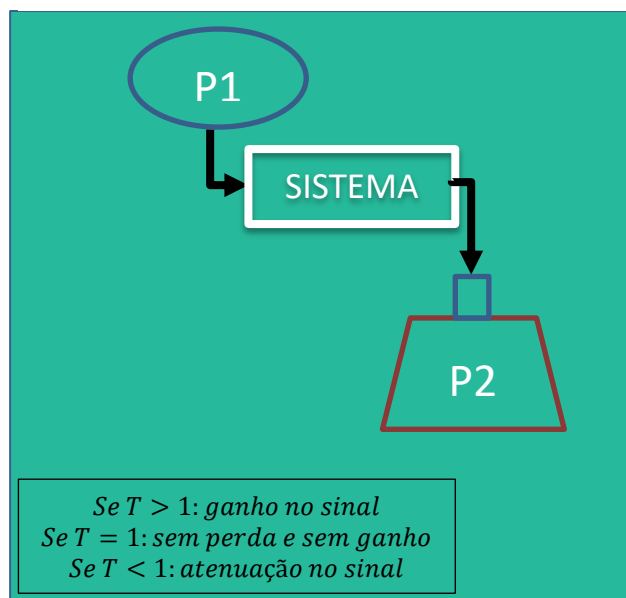 P1
SISTEMA
P2
Se T > 1: ganho no sinal
Se T = 1: sem perda e sem ganho
Se T < 1: atenuação no sinal